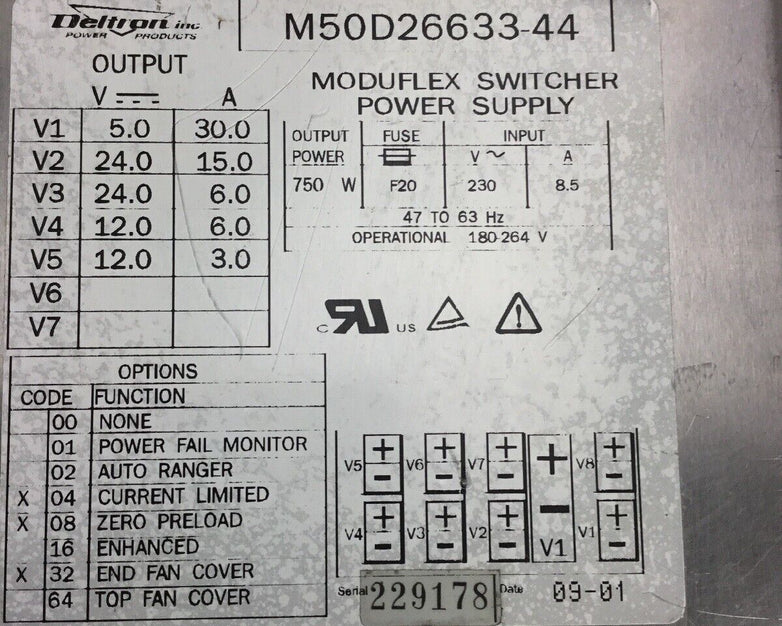 Deltron inc
POWER PRODUCTS
M50D26633-44
OUTPUT
V A
V1 5.0 30.0
V2 24.0 15.0
V3 24.0 6.0
V4 12.0 6.0
V5 12.0 3.0
V6
V7
MODUFLEX SWITCHER
POWER SUPPLY
OUTPUT POWER FUSE INPUT
V ~ A
750 W F20 230 8.5
47 TO 63 Hz
OPERATIONAL 180-264 V
c RU US
OPTIONS
CODE FUNCTION
00 NONE
01 POWER FAIL MONITOR
02 AUTO RANGER
X 04 CURRENT LIMITED
X 08 ZERO PRELOAD
16 ENHANCED
X 32 END FAN COVER
64 TOP FAN COVER
V5 + - V6 + - V7 + - + V8 + -
V4 + - V3 + - V2 + - - V1 V1 + -
Serial 229178 Date 09-01